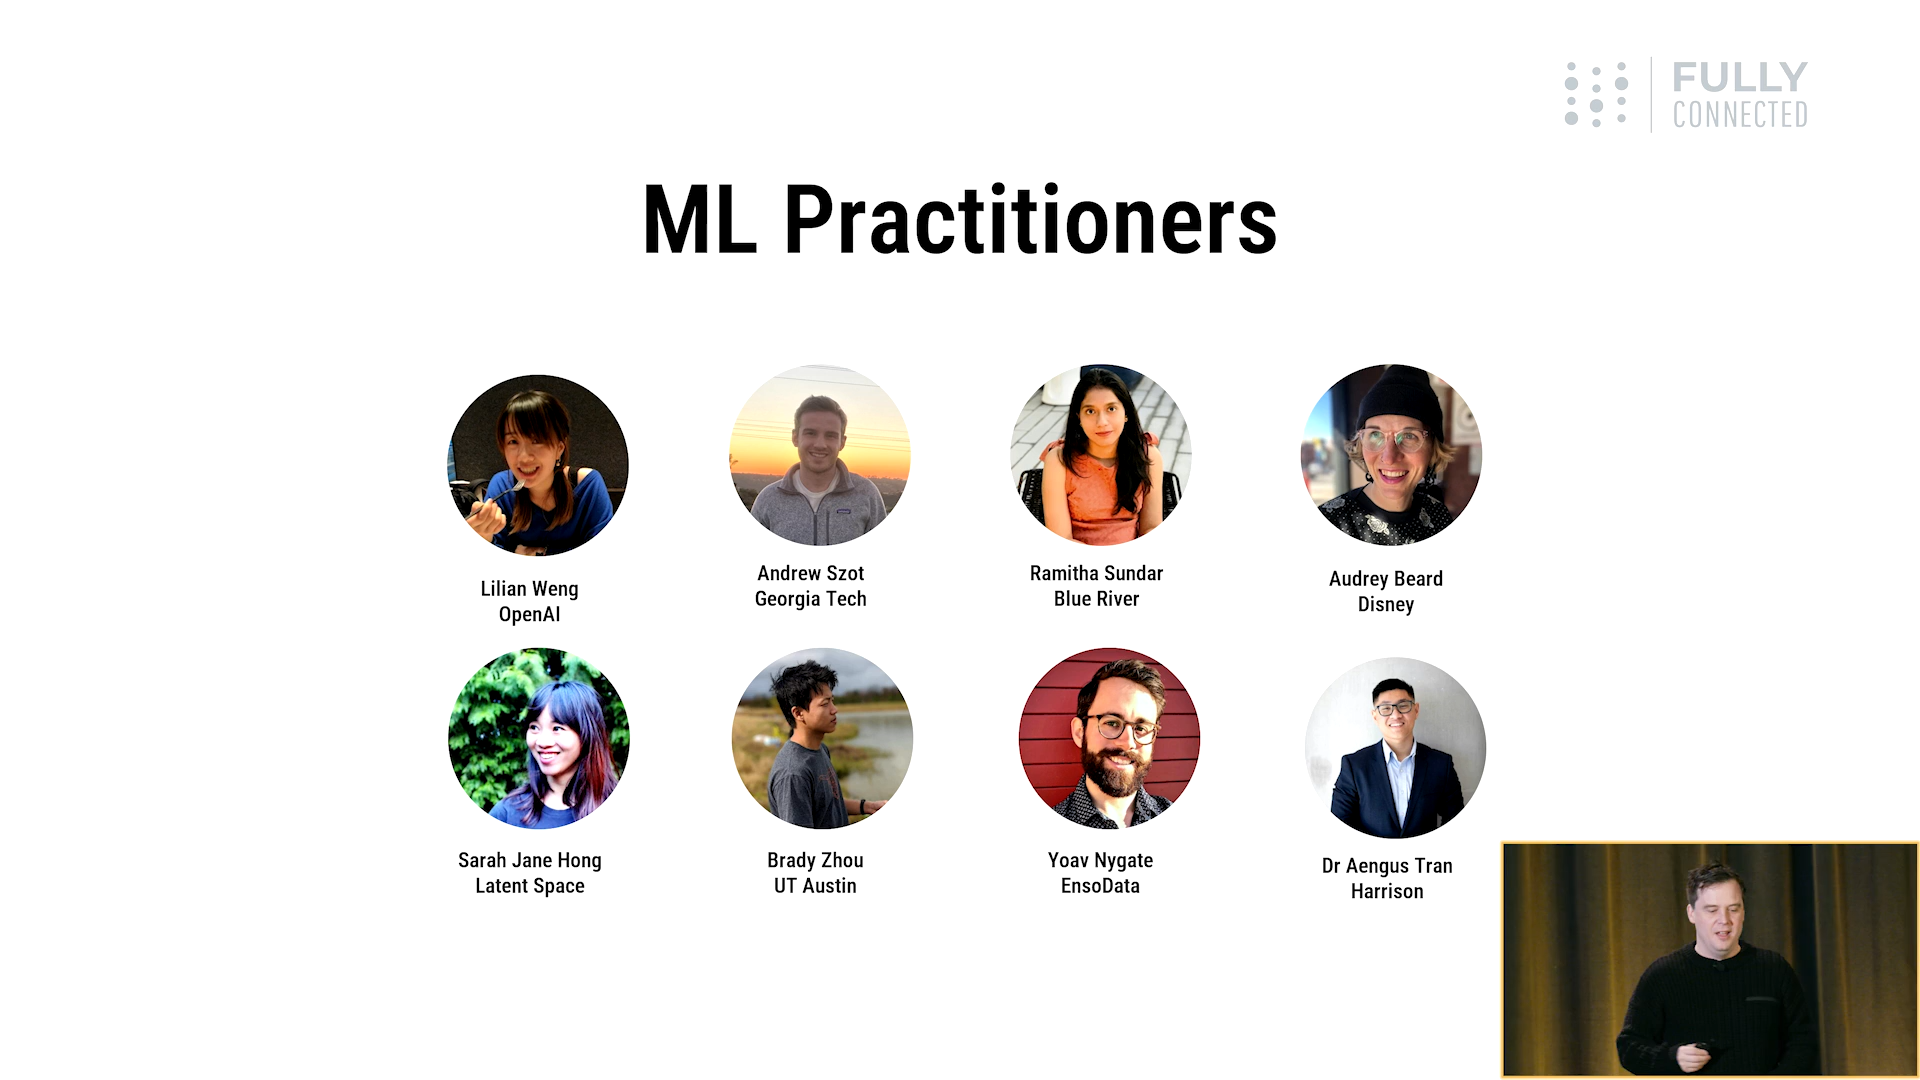 FULLY
CONNECTED
ML Practitioners
Lilian Weng
OpenAI
Andrew Szot
Georgia Tech
Ramitha Sundar
Blue River
Audrey Beard
Disney
Sarah Jane Hong
Latent Space
Brady Zhou
UT Austin
Yoav Nygate
EnsoData
Dr Aengus Tran
Harrison